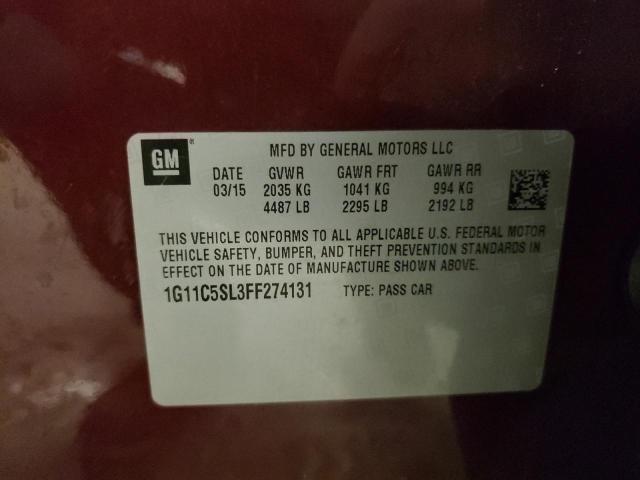 GM
MFD BY GENERAL MOTORS LLC
DATE GVWR GAWR FRT GAWR RR
03/15 2035 KG 1041 KG 994 KG
4487 LB 2295 LB 2192 LB
THIS VEHICLE CONFORMS TO ALL APPLICABLE U.S. FEDERAL MOTOR
VEHICLE SAFETY, BUMPER, AND THEFT PREVENTION STANDARDS IN
EFFECT ON THE DATE OF MANUFACTURE SHOWN ABOVE.
1G11C5SL3FF274131 TYPE: PASS CAR